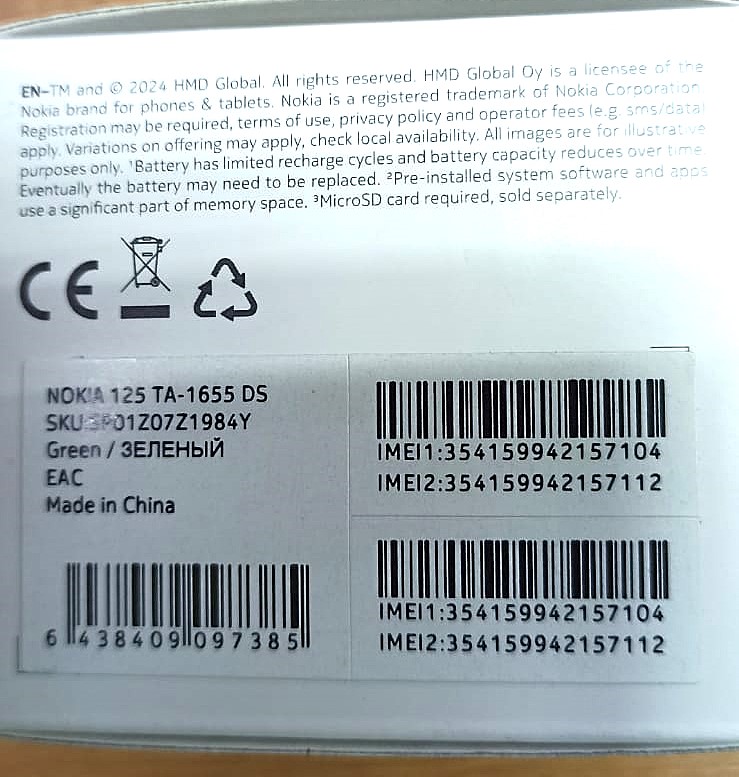 EN–TM and © 2024 HMD Global. All rights reserved. HMD Global Oy is a licensee of the
Nokia brand for phones & tablets. Nokia is a registered trademark of Nokia Corporation
Registration may be required, terms of use, privacy policy and operator fees (e.g. sms/data)
apply. Variations on offering may apply, check local availability. All images are for illustrative
purposes only. ¹Battery has limited recharge cycles and battery capacity reduces over time.
Eventually the battery may need to be replaced. ²Pre-installed system software and apps
use a significant part of memory space. ³MicroSD card required, sold separately.
CE
NOKIA 125 TA-1655 DS
SKU: 01Z07Z1984Y
Green / ЗЕЛЕНЫЙ
EAC
Made in China
6 438409 097385
IMEI1:354159942157104
IMEI2:354159942157112
IMEI1:354159942157104
IMEI2:354159942157112